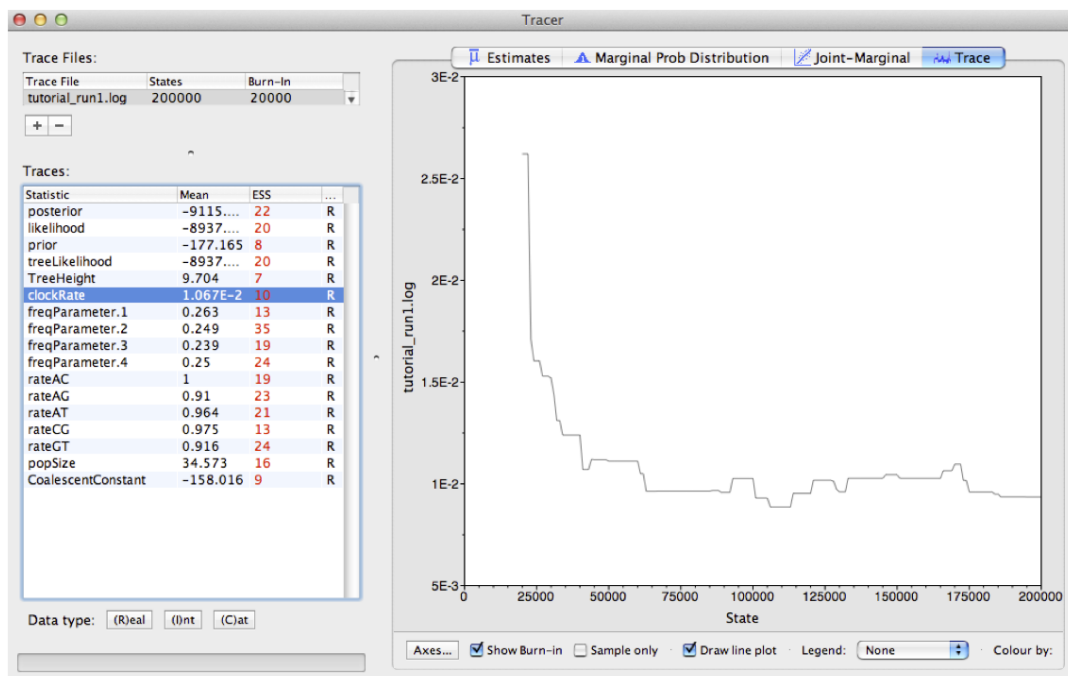 Tracer
Trace Files:
Trace File States Burn-In
tutorial_run1.log 200000 20000
+ −
Traces:
Statistic Mean ESS ...
posterior -9115.... 22 R
likelihood -8937.... 20 R
prior -177.165 8 R
treeLikelihood -8937.... 20 R
TreeHeight 9.704 7 R
clockRate 1.067E-2 10 R
freqParameter.1 0.263 13 R
freqParameter.2 0.249 35 R
freqParameter.3 0.239 19 R
freqParameter.4 0.25 24 R
rateAC 1 19 R
rateAG 0.91 23 R
rateAT 0.964 21 R
rateCG 0.975 13 R
rateGT 0.916 24 R
popSize 34.573 16 R
CoalescentConstant -158.016 9 R
Data type: (R)eal (I)nt (C)at
μ Estimates Marginal Prob Distribution Joint-Marginal Trace
3E-2
2.5E-2
2E-2
1.5E-2
1E-2
5E-3
tutorial_run1.log
0 25000 50000 75000 100000 125000 150000 175000 200000
State
Axes... Show Burn-in Sample only Draw line plot Legend: None Colour by: